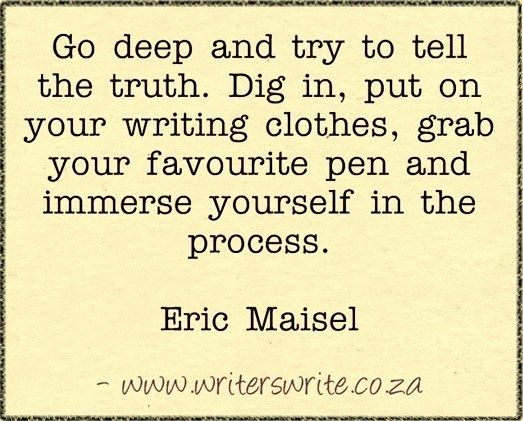 Go deep and try to tell
the truth. Dig in, put on
your writing clothes, grab
your favourite pen and
immerse yourself in the
process.
Eric Maisel
- www.writerswrite.co.za